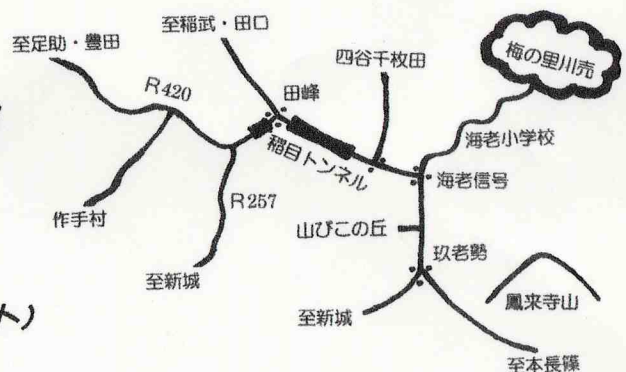 至稲武・田口
至足助・豊田
四谷千枚田
梅の里川売
R420
田峰
稲目トンネル
海老小学校
海老信号
作手村
R257
山びこの丘
玖老勢
至新城
鳳来寺山
至新城
至本長篠
ト)